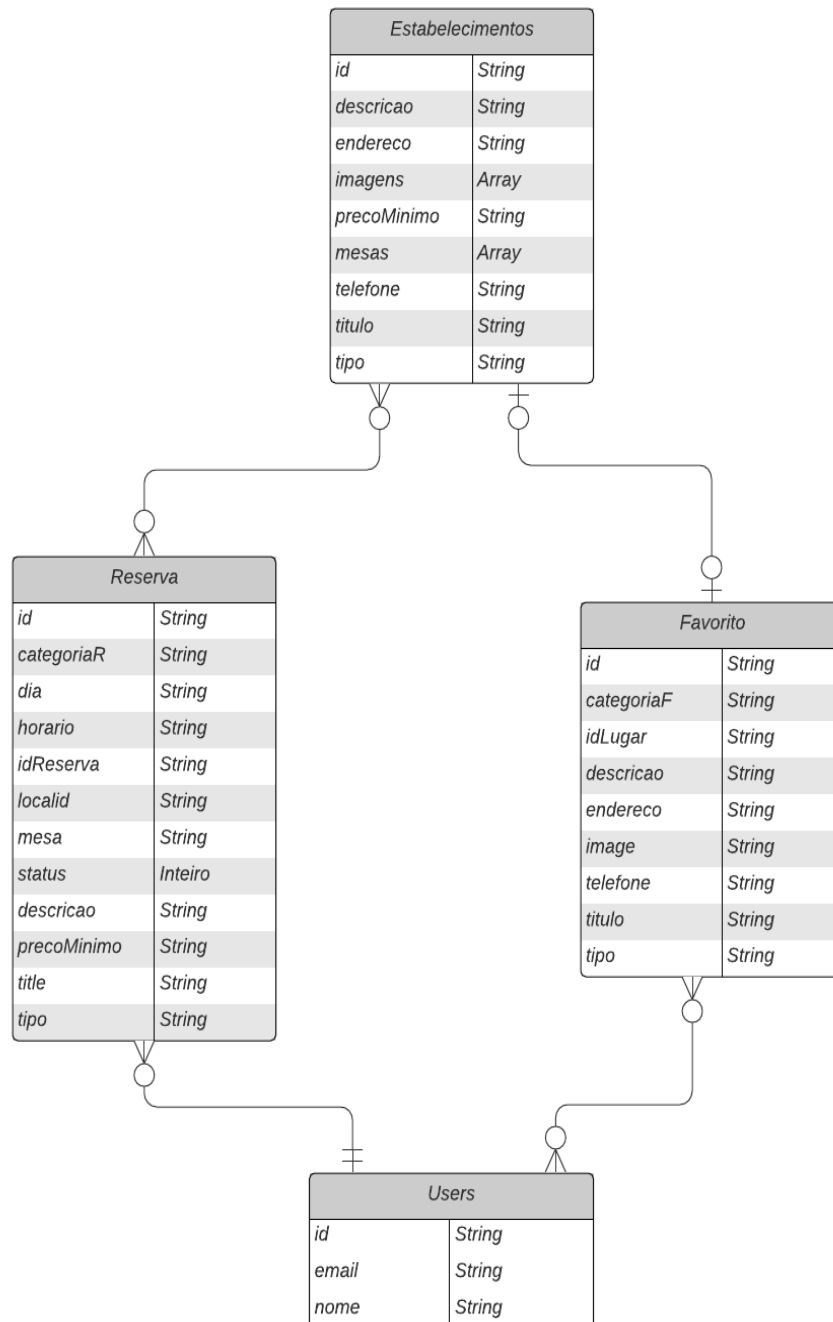 Estabelecimentos
id String
descricao String
endereco String
imagens Array
precoMinimo String
mesas Array
telefone String
titulo String
tipo String
Reserva
id String
categoriaR String
dia String
horario String
idReserva String
localid String
mesa String
status Inteiro
descricao String
precoMinimo String
title String
tipo String
Favorito
id String
categoriaF String
idLugar String
descricao String
endereco String
image String
telefone String
titulo String
tipo String
Users
id String
email String
nome String